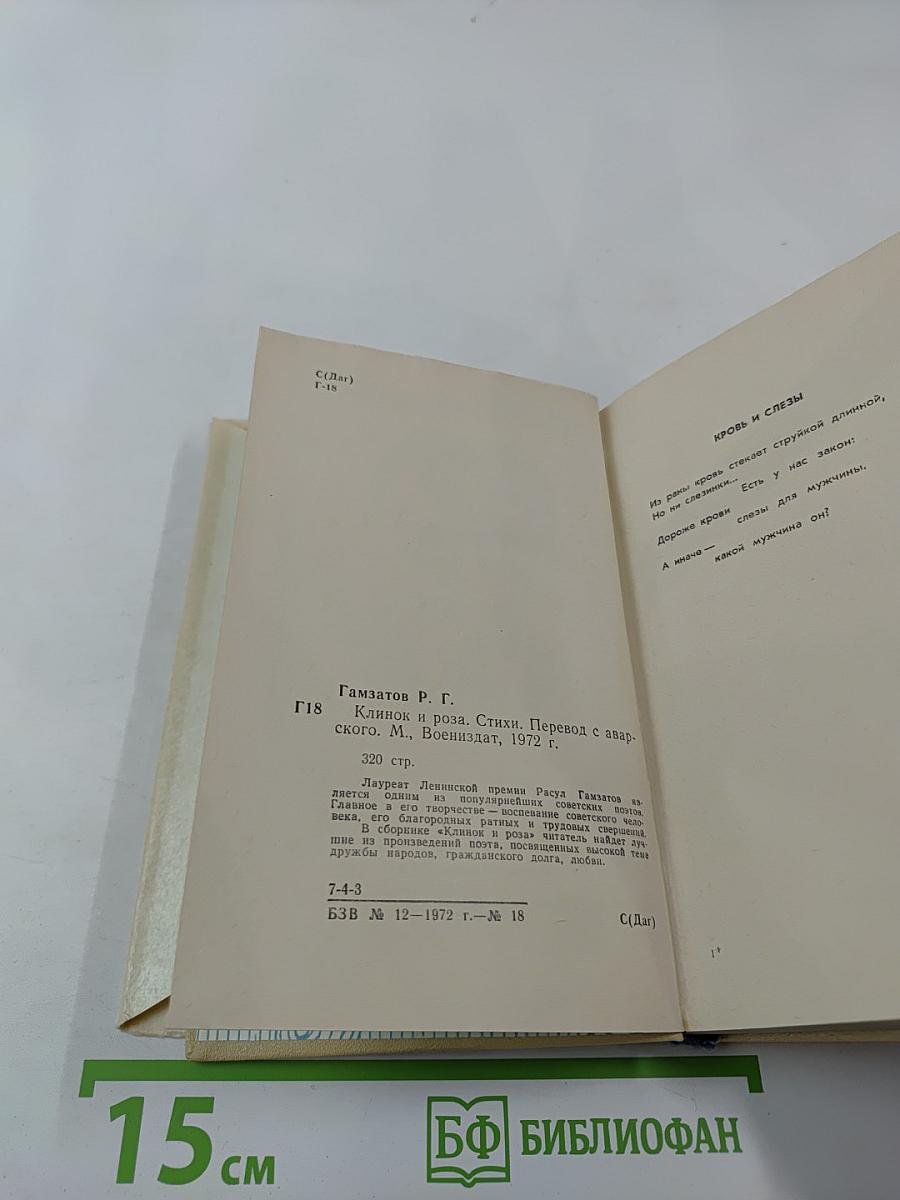 С(Даг)
Г-18
Гамзатов Р. Г.
Г18 Клинок и роза. Стихи. Перевод с авар-
ского. М., Воениздат, 1972 г.
320 стр.
Лауреат Ленинской премии Расул Гамзатов яв-
ляется одним из популярнейших советских поэтов.
Главное в его творчестве — воспевание советского чело-
века, его благородных ратных и трудовых свершений.
В сборнике «Клинок и роза» читатель найдет луч-
шие из произведений поэта, посвященных высокой теме
дружбы народов, гражданского долга, любви.
7-4-3
БЗВ № 12—1972 г.—№ 18
С(Даг)
КРОВЬ И СЛЕЗЫ
Из раны кровь стекает струйкой длинной,
Но ни слезинки...
Есть у нас закон:
Дороже крови
слезы для мужчины.
А иначе —
какой мужчина он?
1*
15 см
БФ БИБЛИОФАН